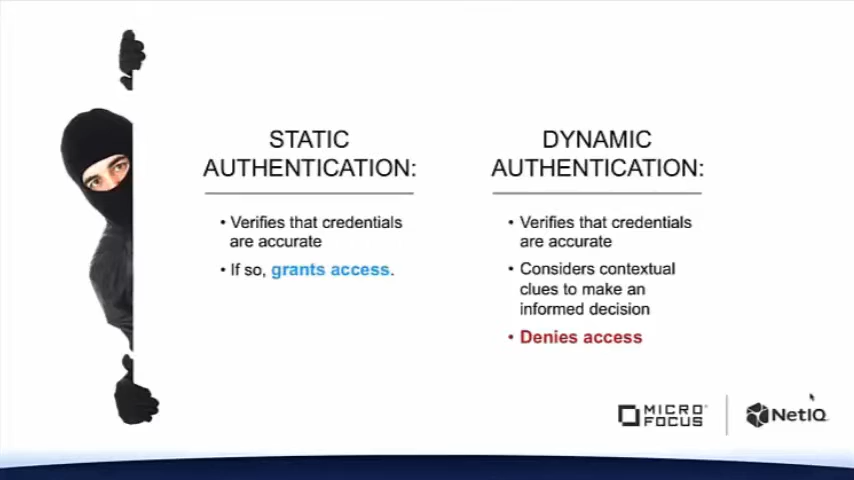 STATIC
AUTHENTICATION:
• Verifies that credentials
are accurate
• If so, grants access.
DYNAMIC
AUTHENTICATION:
• Verifies that credentials
are accurate
• Considers contextual
clues to make an
informed decision
• Denies access
MICRO
FOCUS
NetIQ